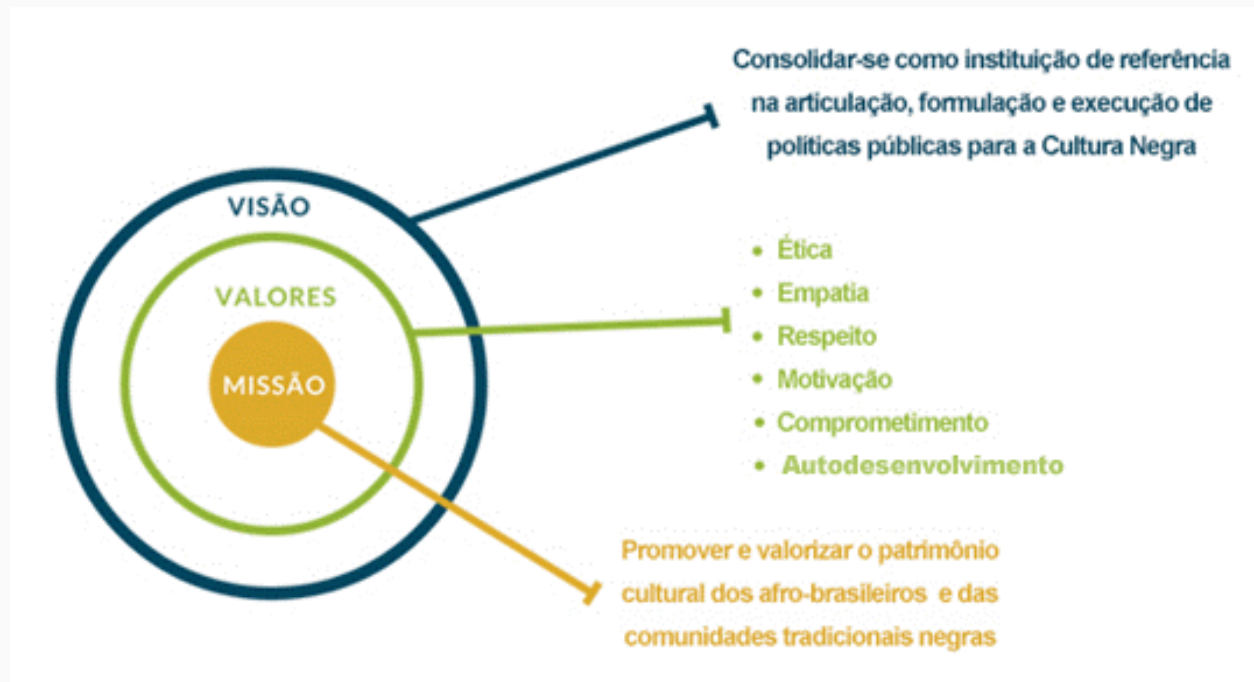 VISÃO
VALORES
MISSÃO
Consolidar-se como instituição de referência
na articulação, formulação e execução de
políticas públicas para a Cultura Negra
• Ética
• Empatia
• Respeito
• Motivação
• Comprometimento
• Autodesenvolvimento
Promover e valorizar o patrimônio
cultural dos afro-brasileiros e das
comunidades tradicionais negras